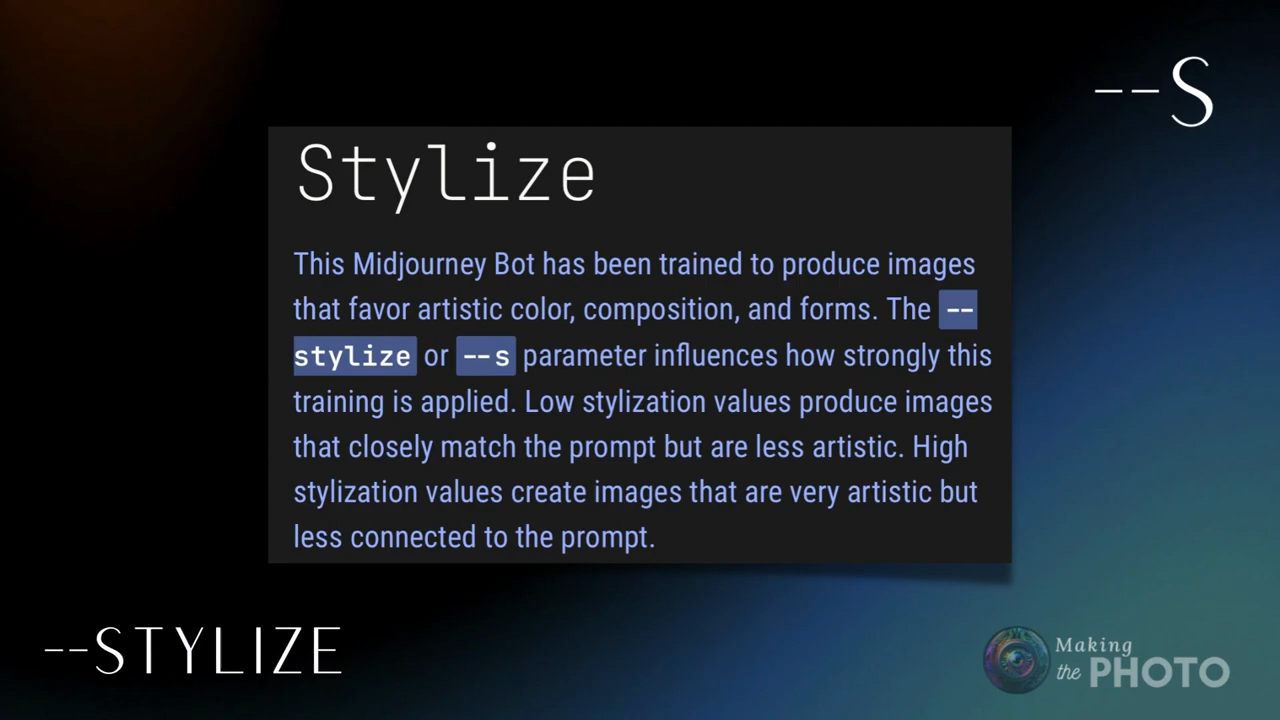 --S
Stylize
This Midjourney Bot has been trained to produce images
that favor artistic color, composition, and forms. The --
stylize or --s parameter influences how strongly this
training is applied. Low stylization values produce images
that closely match the prompt but are less artistic. High
stylization values create images that are very artistic but
less connected to the prompt.
--STYLIZE
Making
the PHOTO